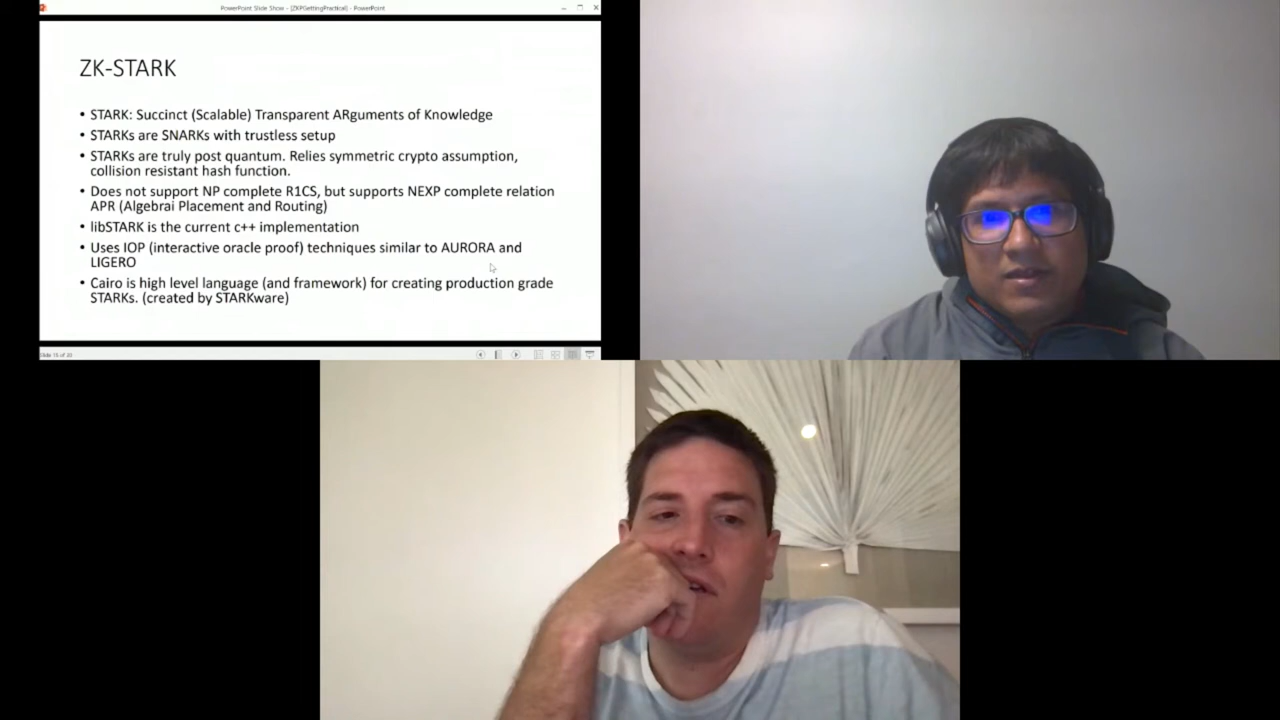 PowerPoint Slide Show - [ZKPGettingPractical] - PowerPoint
ZK-STARK
• STARK: Succinct (Scalable) Transparent ARguments of Knowledge
• STARKs are SNARKs with trustless setup
• STARKs are truly post quantum. Relies symmetric crypto assumption,
collision resistant hash function.
• Does not support NP complete R1CS, but supports NEXP complete relation
APR (Algebrai Placement and Routing)
• libSTARK is the current c++ implementation
• Uses IOP (interactive oracle proof) techniques similar to AURORA and
LIGERO
• Cairo is high level language (and framework) for creating production grade
STARKs. (created by STARKware)
Slide 15 of 20